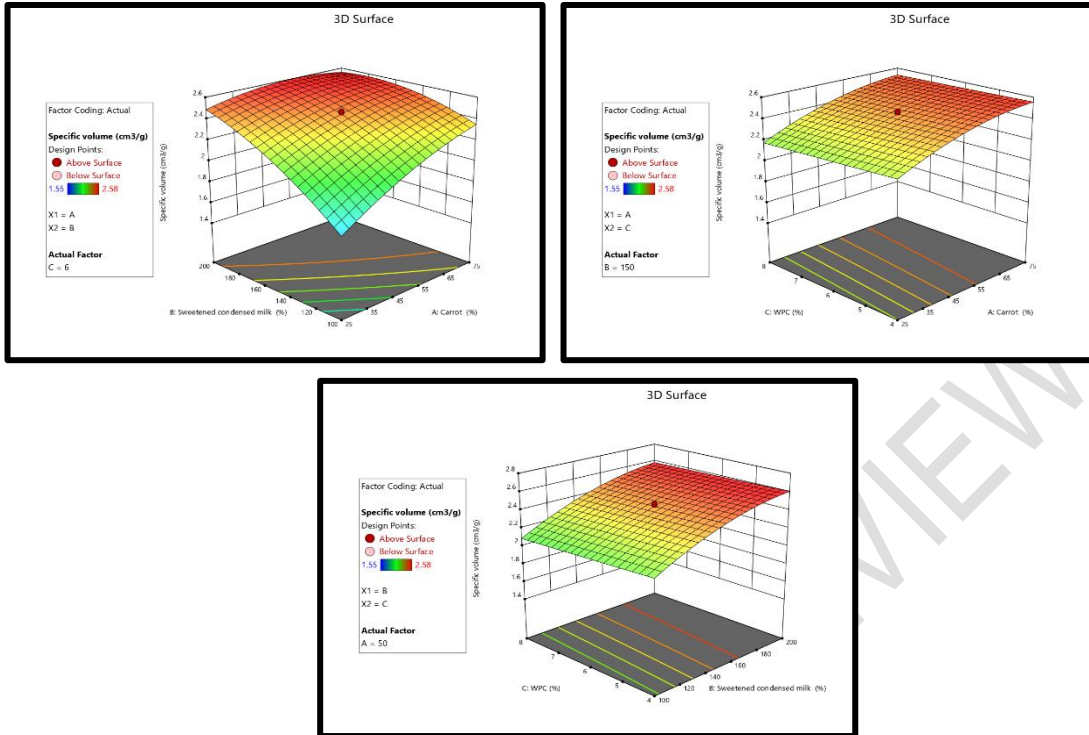 3D Surface
Factor Coding: Actual
Specific volume (cm3/g)
Design Points:
Above Surface
Below Surface
1.55 2.58
X1 = A
X2 = B
Actual Factor
C = 6
Specific volume (cm3/g)
2.6
2.4
2.2
2
1.8
1.6
1.4
200
180
160
140
120
100
B: Sweetened condensed milk (%)
25
35
45
55
65
75
A: Carrot (%)
3D Surface
Factor Coding: Actual
Specific volume (cm3/g)
Design Points:
Above Surface
Below Surface
1.55 2.58
X1 = A
X2 = C
Actual Factor
B = 150
Specific volume (cm3/g)
2.6
2.4
2.2
2
1.8
1.6
1.4
8
7
6
5
4
C: WPC (%)
25
35
45
55
65
75
A: Carrot (%)
3D Surface
Factor Coding: Actual
Specific volume (cm3/g)
Design Points:
Above Surface
Below Surface
1.55 2.58
X1 = B
X2 = C
Actual Factor
A = 50
Specific volume (cm3/g)
2.8
2.6
2.4
2.2
2
1.8
1.6
1.4
8
7
6
5
4
C: WPC (%)
100
120
140
160
180
200
B: Sweetened condensed milk (%)
VIEW